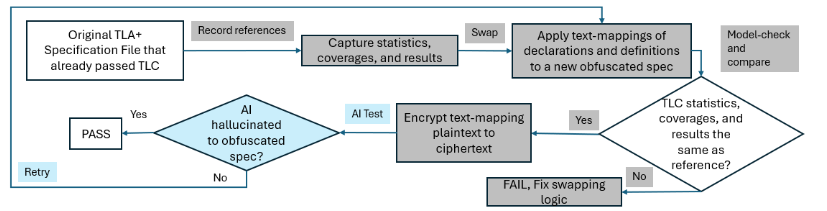 Original TLA+
Specification File that
already passed TLC
Record references
Capture statistics,
coverages, and results
Swap
Apply text-mappings of
declarations and definitions
to a new obfuscated spec
Model-check
and
compare
TLC statistics,
coverages, and
results the
same as
reference?
Yes
Encrypt text-mapping
plaintext to
ciphertext
AI Test
AI
hallucinated
to obfuscated
spec?
Yes
PASS
No
Retry
No
FAIL, Fix swapping
logic